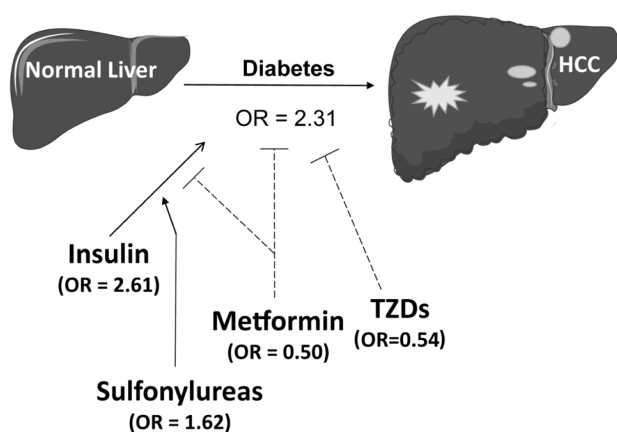 Normal Liver
Diabetes
HCC
OR = 2.31
Insulin
(OR = 2.61)
Metformin
(OR = 0.50)
TZDs
(OR=0.54)
Sulfonylureas
(OR = 1.62)